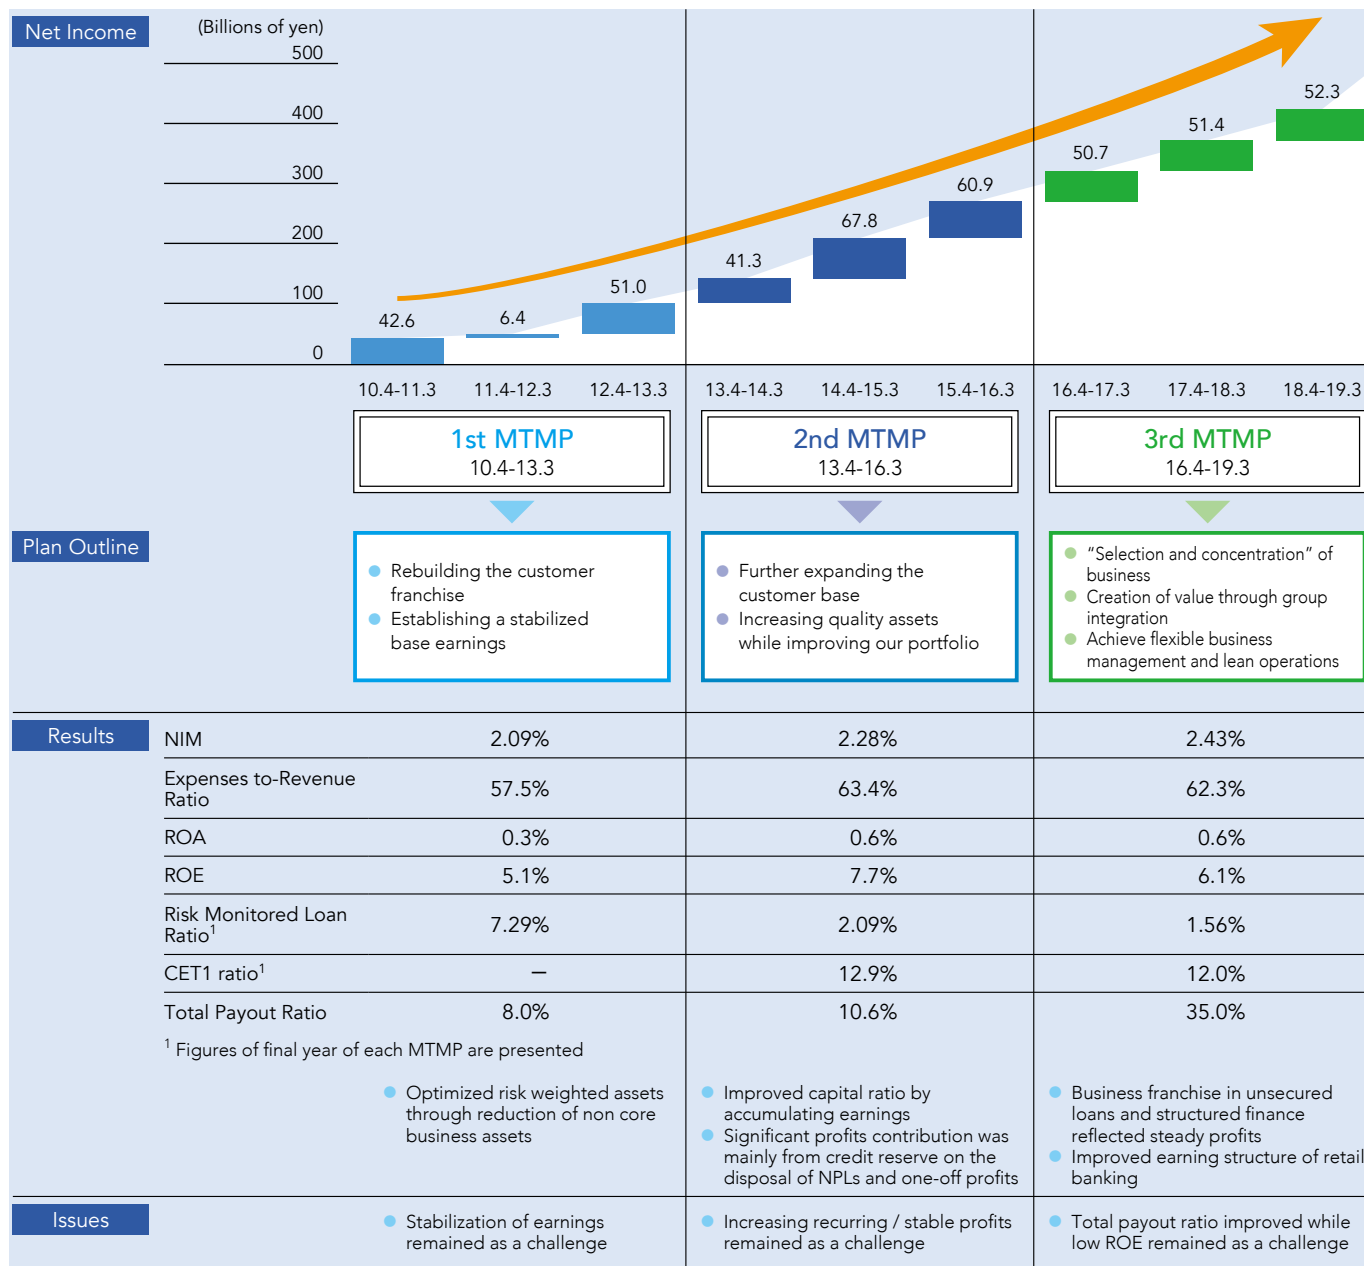 Net Income
(Billions of yen)
500
400
300
200
100
0
42.6
6.4
51.0
41.3
67.8
60.9
50.7
51.4
52.3
10.4-11.3
11.4-12.3
12.4-13.3
13.4-14.3
14.4-15.3
15.4-16.3
16.4-17.3
17.4-18.3
18.4-19.3
1st MTMP
10.4-13.3
2nd MTMP
13.4-16.3
3rd MTMP
16.4-19.3
Plan Outline
● Rebuilding the customer
franchise
● Establishing a stabilized
base earnings
● Further expanding the
customer base
● Increasing quality assets
while improving our portfolio
● “Selection and concentration” of
business
● Creation of value through group
integration
● Achieve flexible business
management and lean operations
Results
NIM 2.09% 2.28% 2.43%
Expenses to-Revenue
Ratio 57.5% 63.4% 62.3%
ROA 0.3% 0.6% 0.6%
ROE 5.1% 7.7% 6.1%
Risk Monitored Loan
Ratio¹ 7.29% 2.09% 1.56%
CET1 ratio¹ — 12.9% 12.0%
Total Payout Ratio 8.0% 10.6% 35.0%
¹ Figures of final year of each MTMP are presented
● Optimized risk weighted assets
through reduction of non core
business assets
● Improved capital ratio by
accumulating earnings
● Significant profits contribution was
mainly from credit reserve on the
disposal of NPLs and one-off profits
● Business franchise in unsecured
loans and structured finance
reflected steady profits
● Improved earning structure of retail
banking
Issues
● Stabilization of earnings
remained as a challenge
● Increasing recurring / stable profits
remained as a challenge
● Total payout ratio improved while
low ROE remained as a challenge